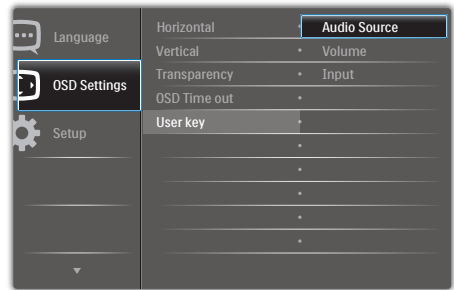 Language
OSD Settings
Setup
Horizontal
Vertical
Transparency
OSD Time out
User key
Audio Source
Volume
Input